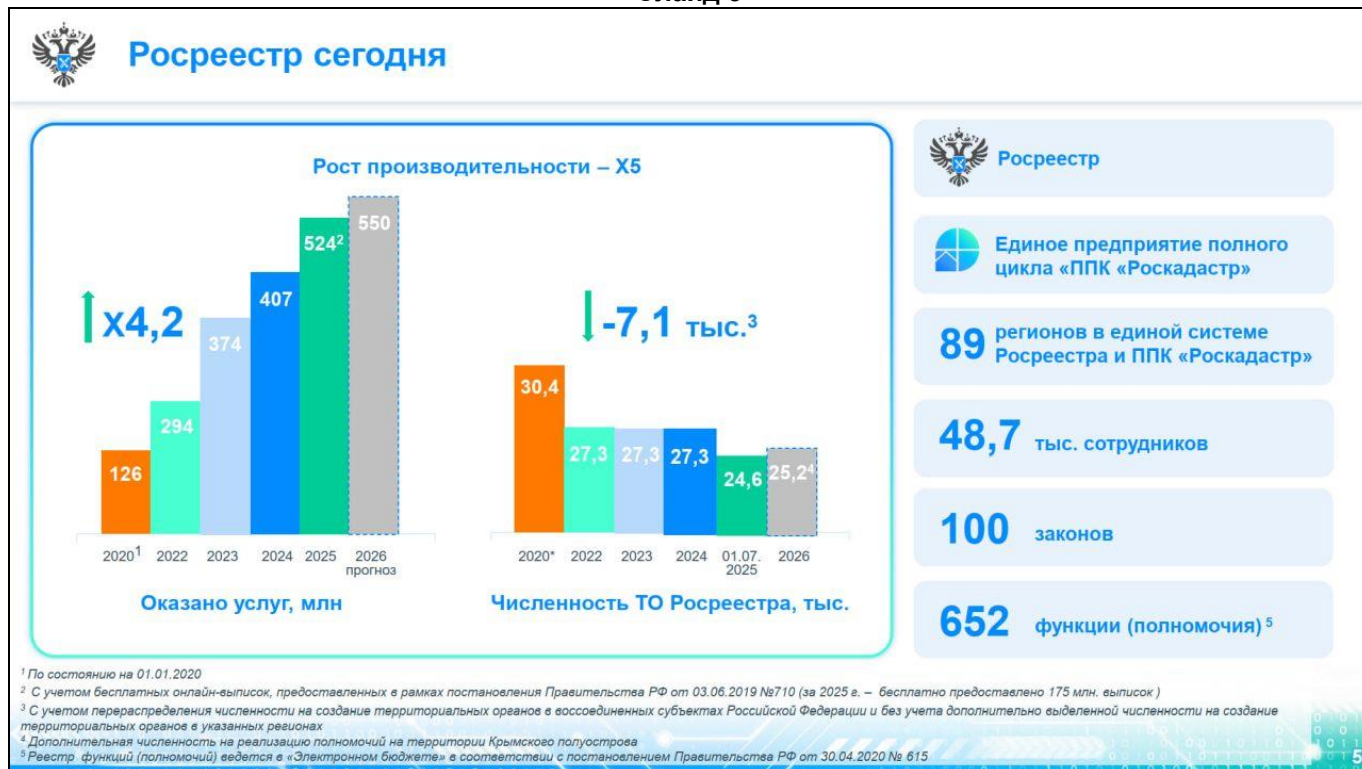 Росреестр сегодня
Рост производительности – X5
x4,2
126
294
374
407
524²
550
2020¹ 2022 2023 2024 2025 2026
прогноз
Оказано услуг, млн
-7,1 тыс.³
30,4
27,3
27,3
27,3
24,6
25,2⁴
2020* 2022 2023 2024 01.07. 2026
2025
Численность ТО Росреестра, тыс.
Росреестр
Единое предприятие полного
цикла «ППК «Роскадастр»
89 регионов в единой системе
Росреестра и ППК «Роскадастр»
48,7 тыс. сотрудников
100 законов
652 функции (полномочия) ⁵
¹ По состоянию на 01.01.2020
² С учетом бесплатных онлайн-выписок, предоставленных в рамках постановления Правительства РФ от 03.06.2019 №710 (за 2025 г. – бесплатно предоставлено 175 млн. выписок )
³ С учетом перераспределения численности на создание территориальных органов в воссоединенных субъектах Российской Федерации и без учета дополнительно выделенной численности на создание
территориальных органов в указанных регионах
⁴ Дополнительная численность на реализацию полномочий на территории Крымского полуострова
⁵ Реестр функций (полномочий) ведется в «Электронном бюджете» в соответствии с постановлением Правительства РФ от 30.04.2020 № 615
5